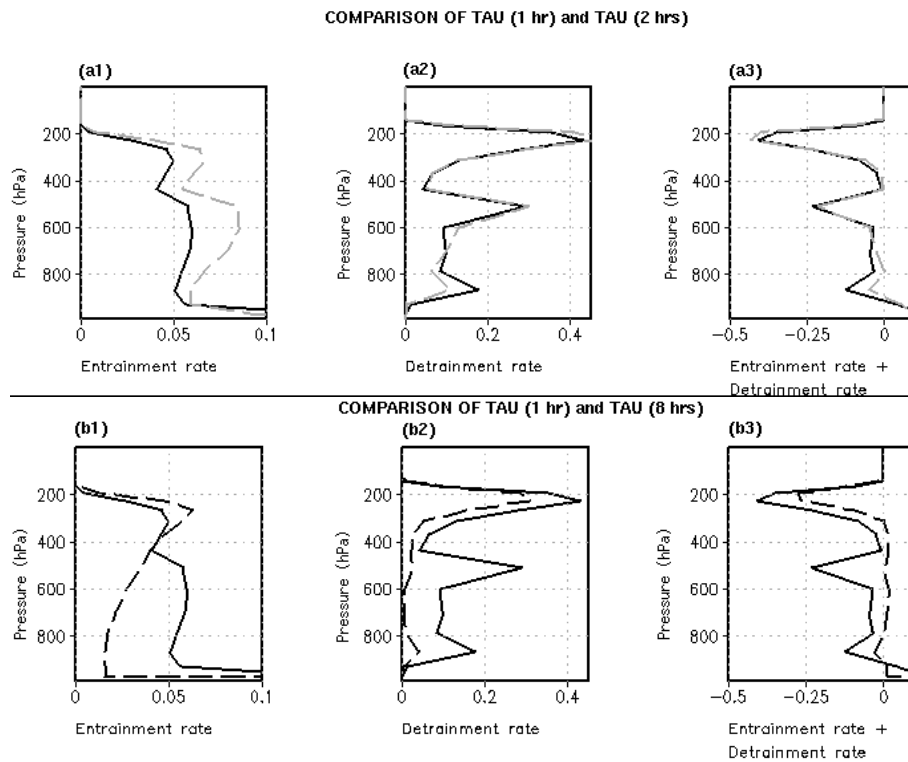 COMPARISON OF TAU (1 hr) and TAU (2 hrs)
(a1)
(a2)
(a3)
Pressure (hPa)
200
400
600
800
0
0.05
0.1
Entrainment rate
Pressure (hPa)
200
400
600
800
0
0.2
0.4
Detrainment rate
Pressure (hPa)
200
400
600
800
−0.5
−0.25
0
Entrainment rate +
Detrainment rate
COMPARISON OF TAU (1 hr) and TAU (8 hrs)
(b1)
(b2)
(b3)
Pressure (hPa)
200
400
600
800
0
0.05
0.1
Entrainment rate
Pressure (hPa)
200
400
600
800
0
0.2
0.4
Detrainment rate
Pressure (hPa)
200
400
600
800
−0.5
−0.25
0
Entrainment rate +
Detrainment rate